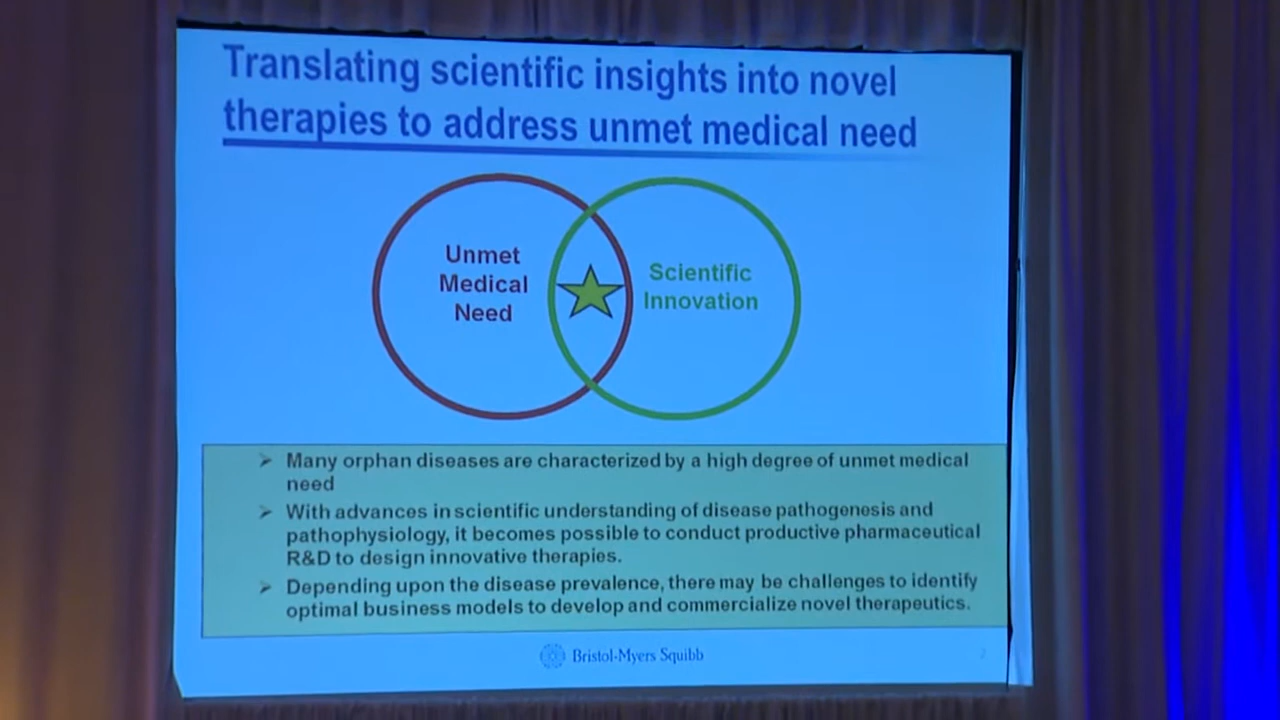 Translating scientific insights into novel
therapies to address unmet medical need
Unmet
Medical
Need
Scientific
Innovation
➢ Many orphan diseases are characterized by a high degree of unmet medical
need
➢ With advances in scientific understanding of disease pathogenesis and
pathophysiology, it becomes possible to conduct productive pharmaceutical
R&D to design innovative therapies.
➢ Depending upon the disease prevalence, there may be challenges to identify
optimal business models to develop and commercialize novel therapeutics.
Bristol-Myers Squibb
2